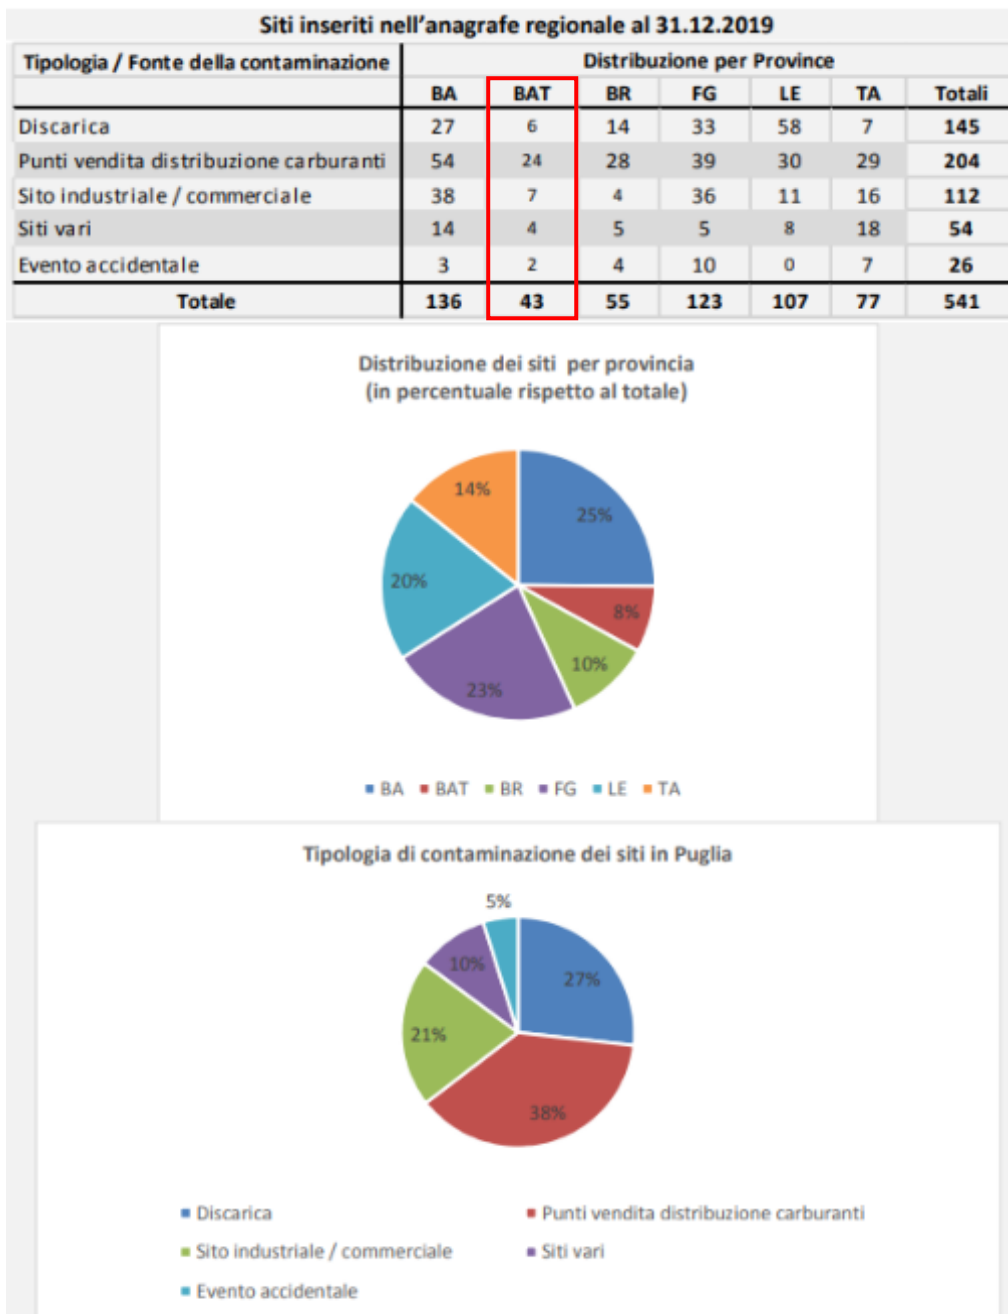 Siti inseriti nell'anagrafe regionale al 31.12.2019
Tipologia / Fonte della contaminazione Distribuzione per Province
BA BAT BR FG LE TA Totali
Discarica 27 6 14 33 58 7 145
Punti vendita distribuzione carburanti 54 24 28 39 30 29 204
Sito industriale / commerciale 38 7 4 36 11 16 112
Siti vari 14 4 5 5 8 18 54
Evento accidentale 3 2 4 10 0 7 26
Totale 136 43 55 123 107 77 541
Distribuzione dei siti per provincia
(in percentuale rispetto al totale)
14%
25%
20%
8%
10%
23%
BA BAT BR FG LE TA
Tipologia di contaminazione dei siti in Puglia
5%
10%
27%
21%
38%
Discarica Punti vendita distribuzione carburanti
Sito industriale / commerciale Siti vari
Evento accidentale